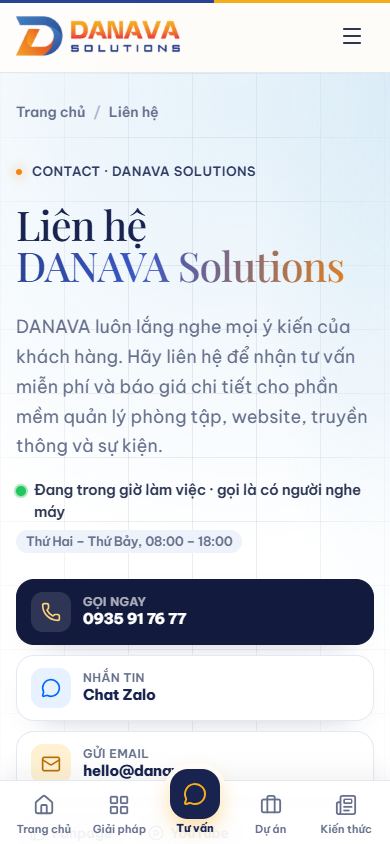 DANAVA
SOLUTIONS
Trang chủ / Liên hệ
CONTACT · DANAVA SOLUTIONS
Liên hệ
DANAVA Solutions
DANAVA luôn lắng nghe mọi ý kiến của
khách hàng. Hãy liên hệ để nhận tư vấn
miễn phí và báo giá chi tiết cho phần
mềm quản lý phòng tập, website, truyền
thông và sự kiện.
Đang trong giờ làm việc · gọi là có người nghe
máy
Thứ Hai – Thứ Bảy, 08:00 – 18:00
GỌI NGAY
0935 91 76 77
NHẮN TIN
Chat Zalo
GỬI EMAIL
Trang chủ Giải pháp Tư vấn Dự án Kiến thức